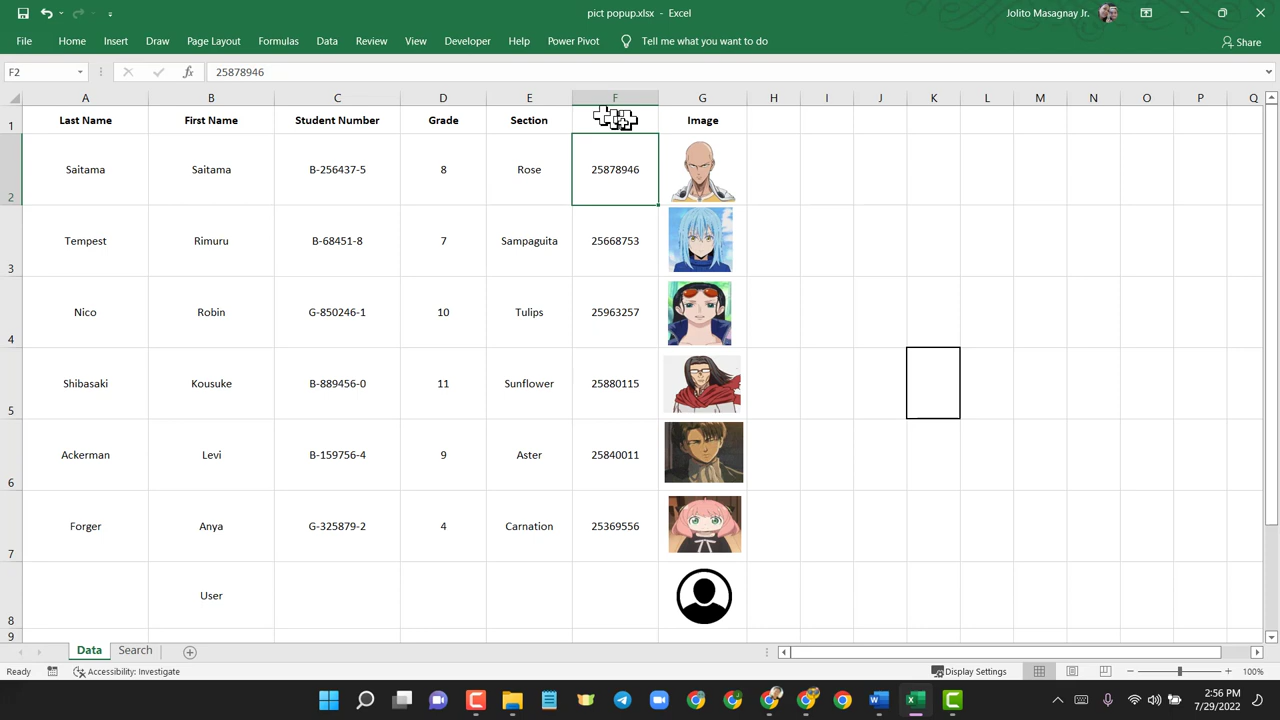 pict popup.xlsx - Excel
Jolito Masagnay Jr.
File Home Insert Draw Page Layout Formulas Data Review View Developer Help Power Pivot Tell me what you want to do Share
F2 fx 25878946
A B C D E F G H I J K L M N O P Q
1 Last Name First Name Student Number Grade Section Image
2 Saitama Saitama B-256437-5 8 Rose 25878946
3 Tempest Rimuru B-68451-8 7 Sampaguita 25668753
4 Nico Robin G-850246-1 10 Tulips 25963257
5 Shibasaki Kousuke B-889456-0 11 Sunflower 25880115
6 Ackerman Levi B-159756-4 9 Aster 25840011
7 Forger Anya G-325879-2 4 Carnation 25369556
8 User
9
Data Search
Ready Accessibility: Investigate Display Settings 100%
2:56 PM
7/29/2022